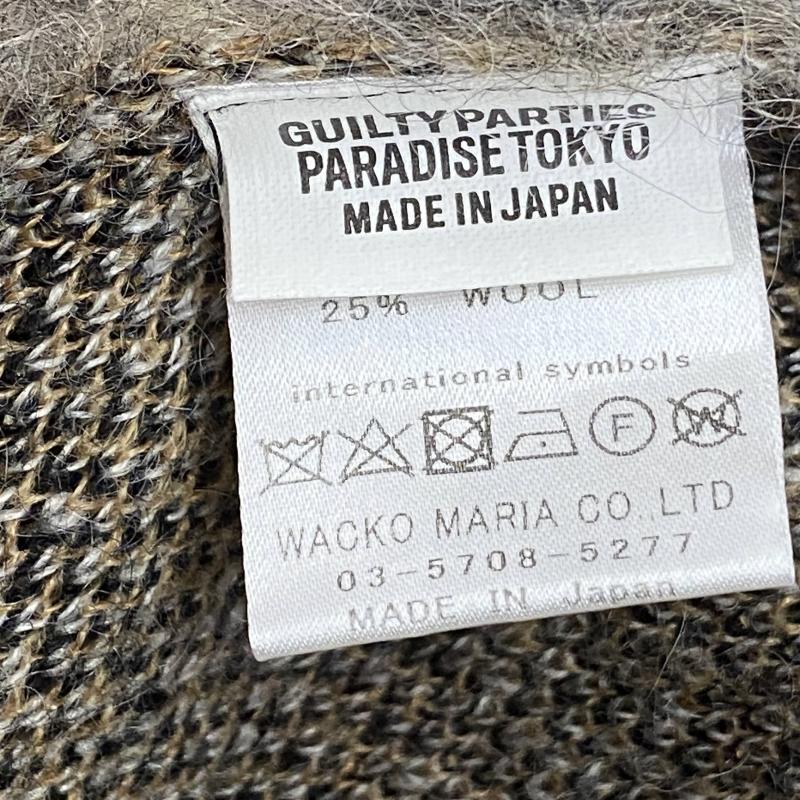 GUILTY PARTIES
PARADISE TOKYO
MADE IN JAPAN
25% WOOL
international symbols
F W
WACKO MARIA CO.,LTD
03-5708-5277
MADE IN Japan